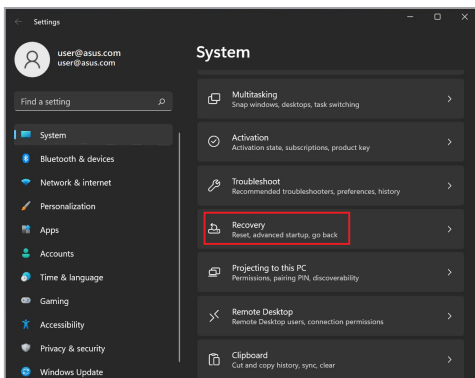 Settings
user@asus.com
user@asus.com
Find a setting
System
Bluetooth & devices
Network & internet
Personalization
Apps
Accounts
Time & language
Gaming
Accessibility
Privacy & security
Windows Update
System
Multitasking
Snap windows, desktops, task switching
Activation
Activation state, subscriptions, product key
Troubleshoot
Recommended troubleshooters, preferences, history
Recovery
Reset, advanced startup, go back
Projecting to this PC
Permissions, pairing PIN, discoverability
Remote Desktop
Remote Desktop users, connection permissions
Clipboard
Cut and copy history, sync, clear